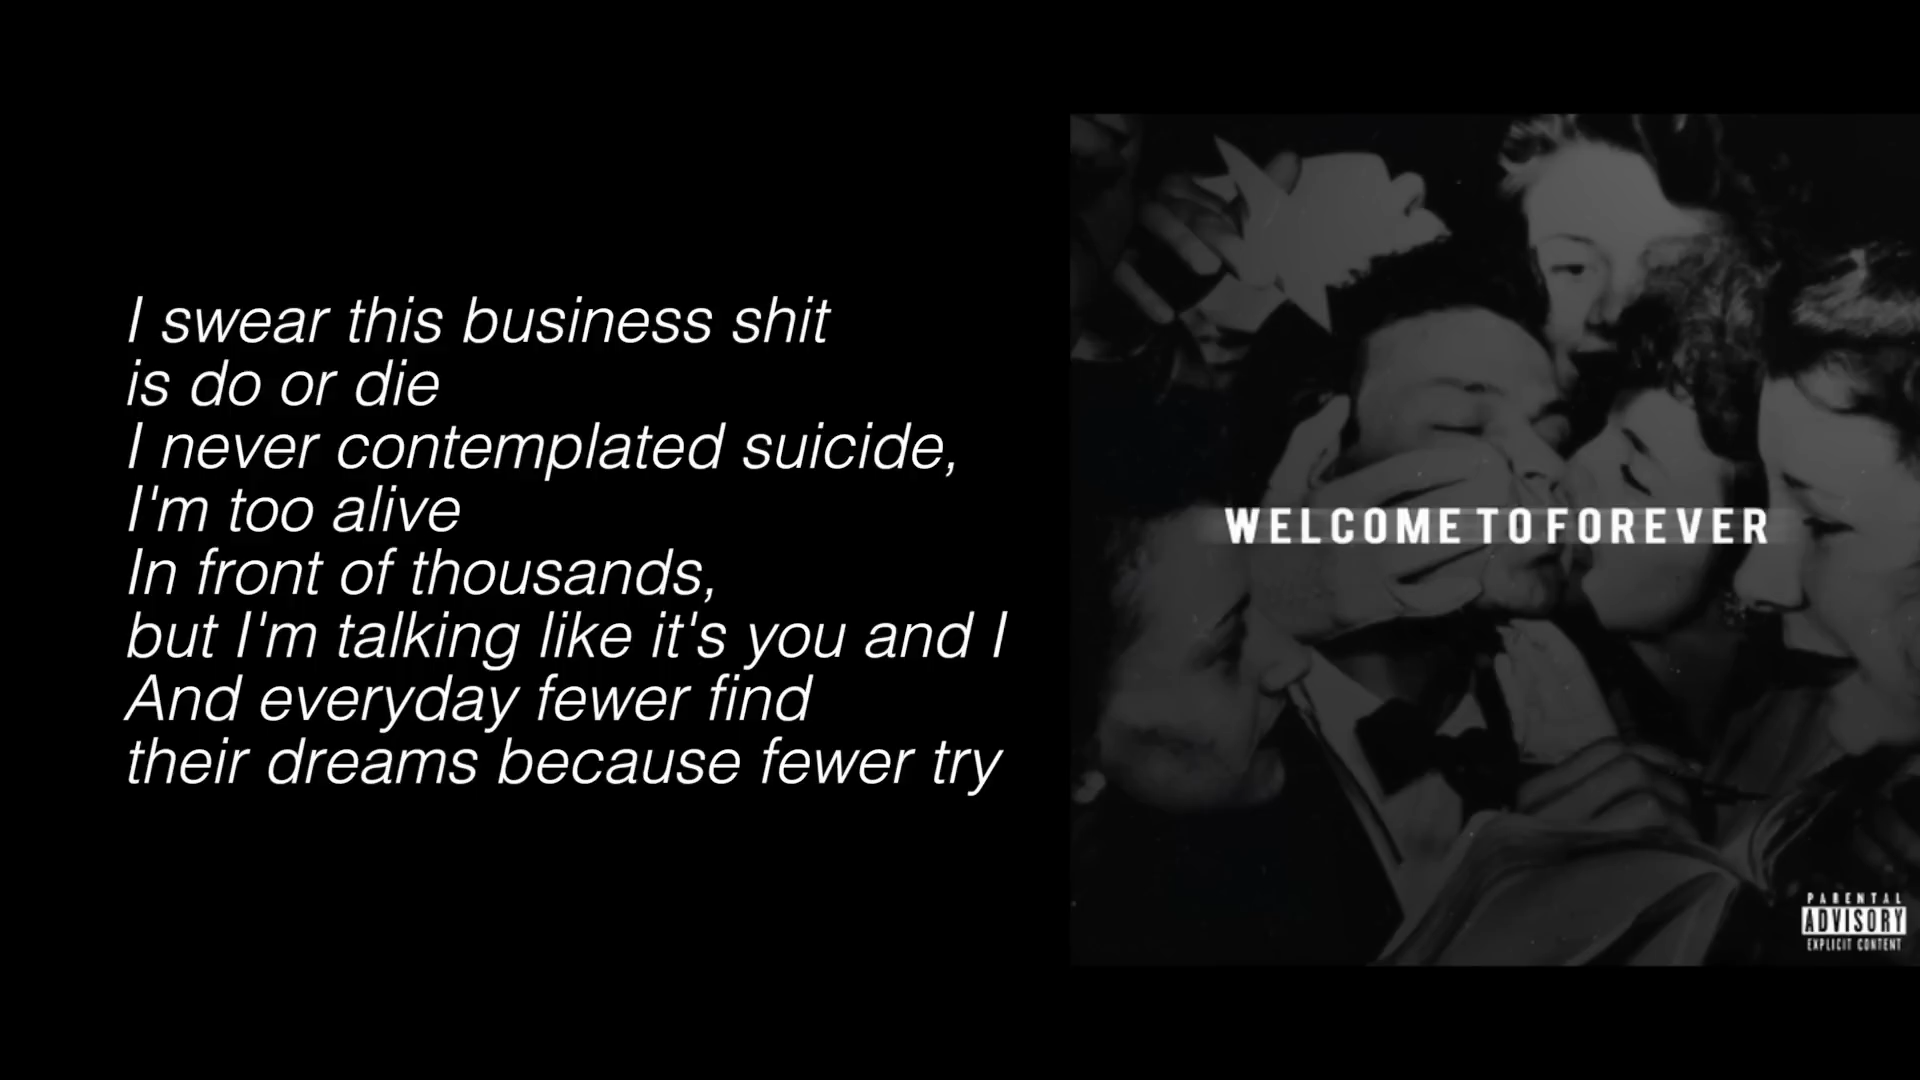 I swear this business shit
is do or die
I never contemplated suicide,
I'm too alive
In front of thousands,
but I'm talking like it's you and I
And everyday fewer find
their dreams because fewer try
WELCOME TO FOREVER
PARENTAL
ADVISORY
EXPLICIT CONTENT